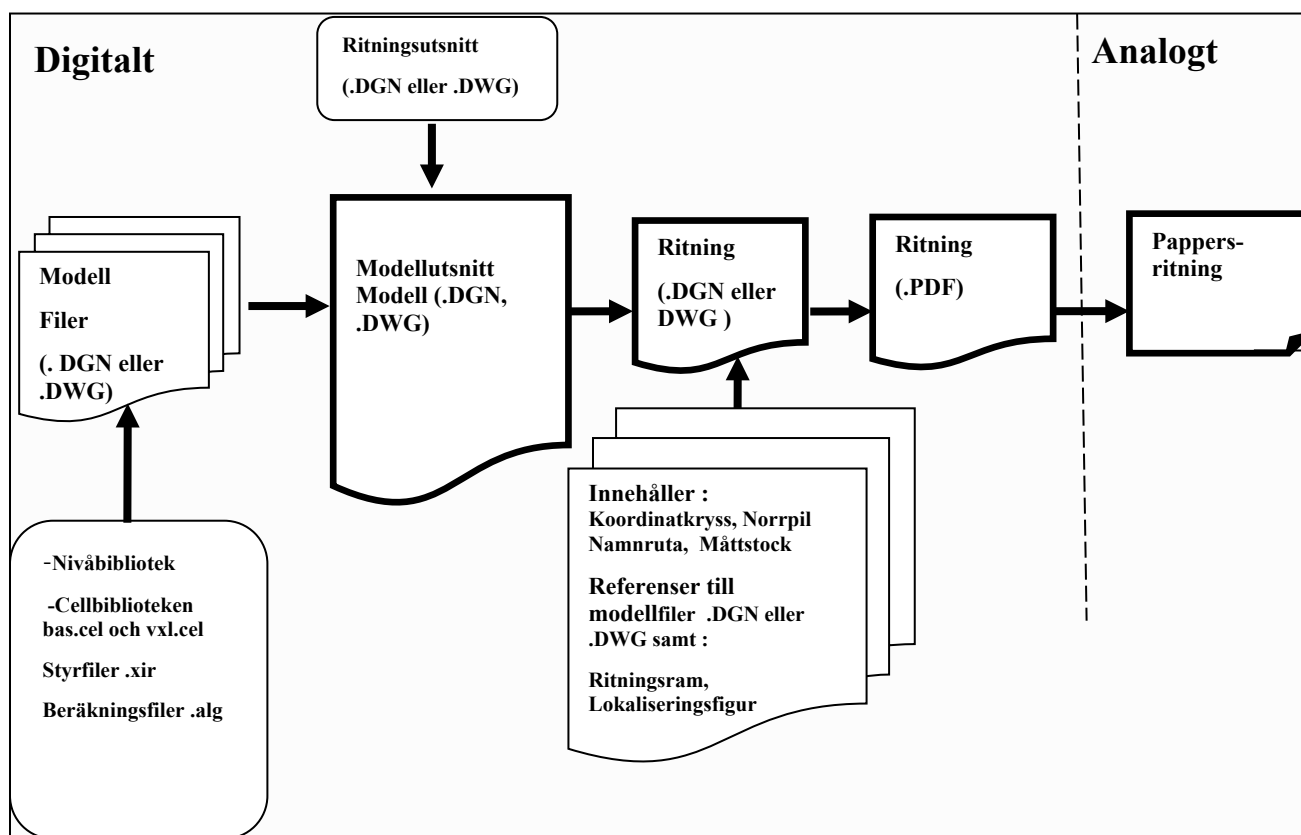 Digitalt
Ritningsutsnitt
(.DGN eller .DWG)
Analogt
Modell
Filer
(. DGN eller
.DWG)
Modellutsnitt
Modell (.DGN,
.DWG)
Ritning
(.DGN eller
DWG )
Ritning
(.PDF)
Pappers-
ritning
-Nivåbibliotek
-Cellbiblioteken
bas.cel och vxl.cel
Styrfiler .xir
Beräkningsfiler .alg
Innehåller :
Koordinatkryss, Norrpil
Namnruta, Måttstock
Referenser till
modellfiler .DGN eller
.DWG samt :
Ritningsram,
Lokaliseringsfigur